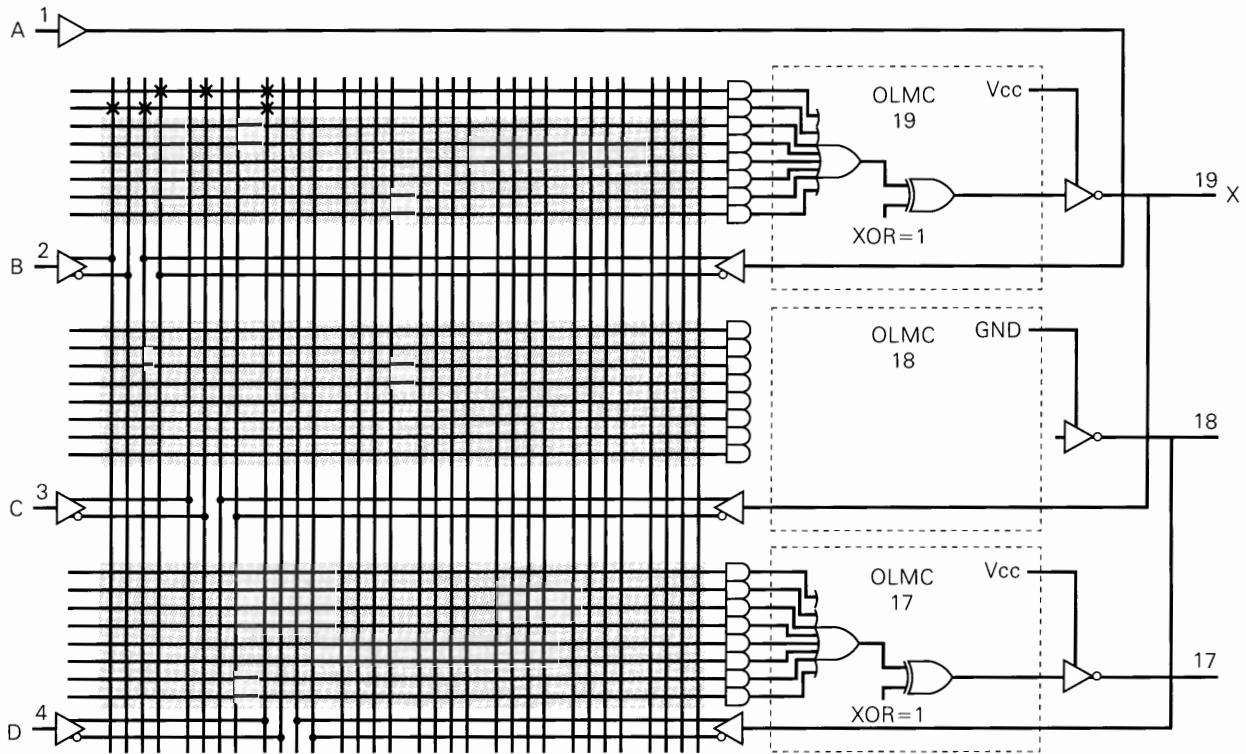 A 1
OLMC
19
Vcc
19 X
XOR=1
B 2
OLMC
18
GND
18
C 3
OLMC
17
Vcc
17
XOR=1
D 4